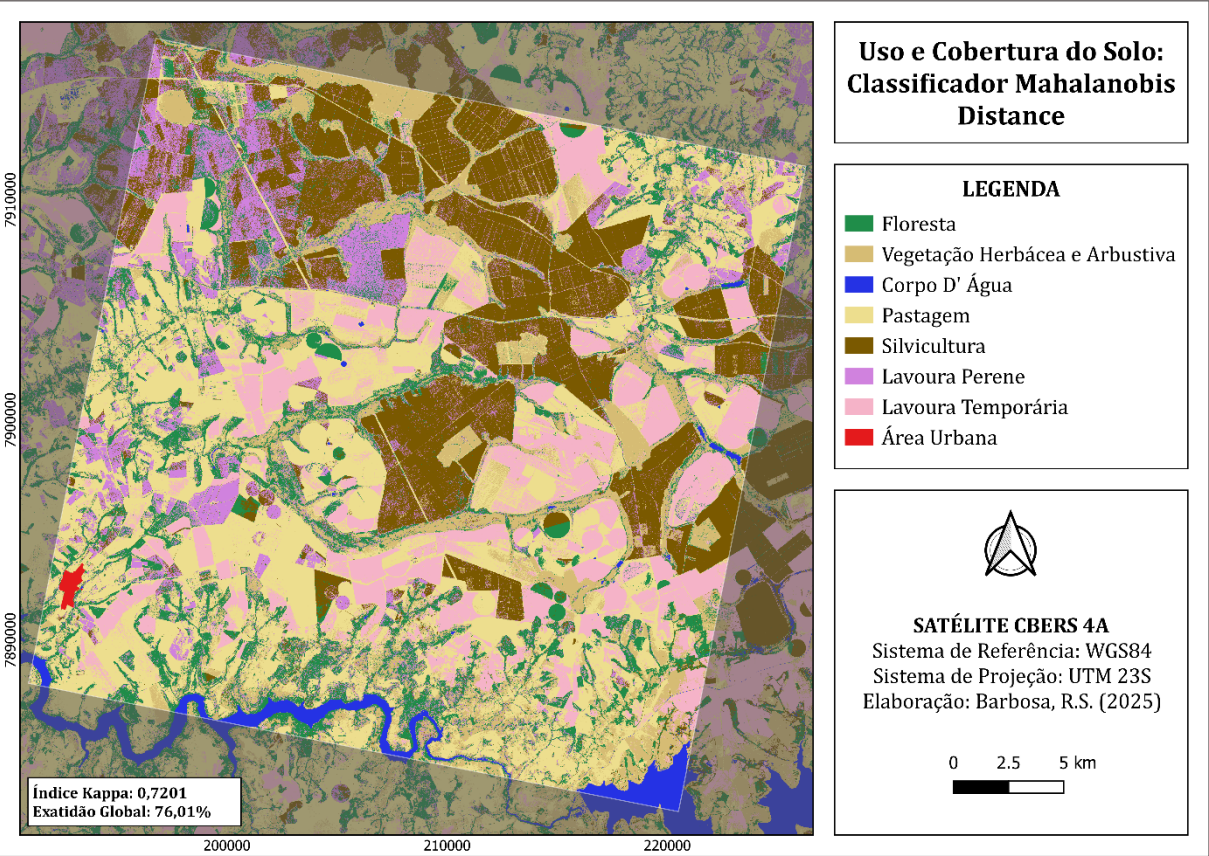 Uso e Cobertura do Solo:
Classificador Mahalanobis
Distance
LEGENDA
Floresta
Vegetação Herbácea e Arbustiva
Corpo D' Água
Pastagem
Silvicultura
Lavoura Perene
Lavoura Temporária
Área Urbana
SATÉLITE CBERS 4A
Sistema de Referência: WGS84
Sistema de Projeção: UTM 23S
Elaboração: Barbosa, R.S. (2025)
0 2.5 5 km
7910000
7900000
7890000
Índice Kappa: 0,7201
Exatidão Global: 76,01%
200000 210000 220000